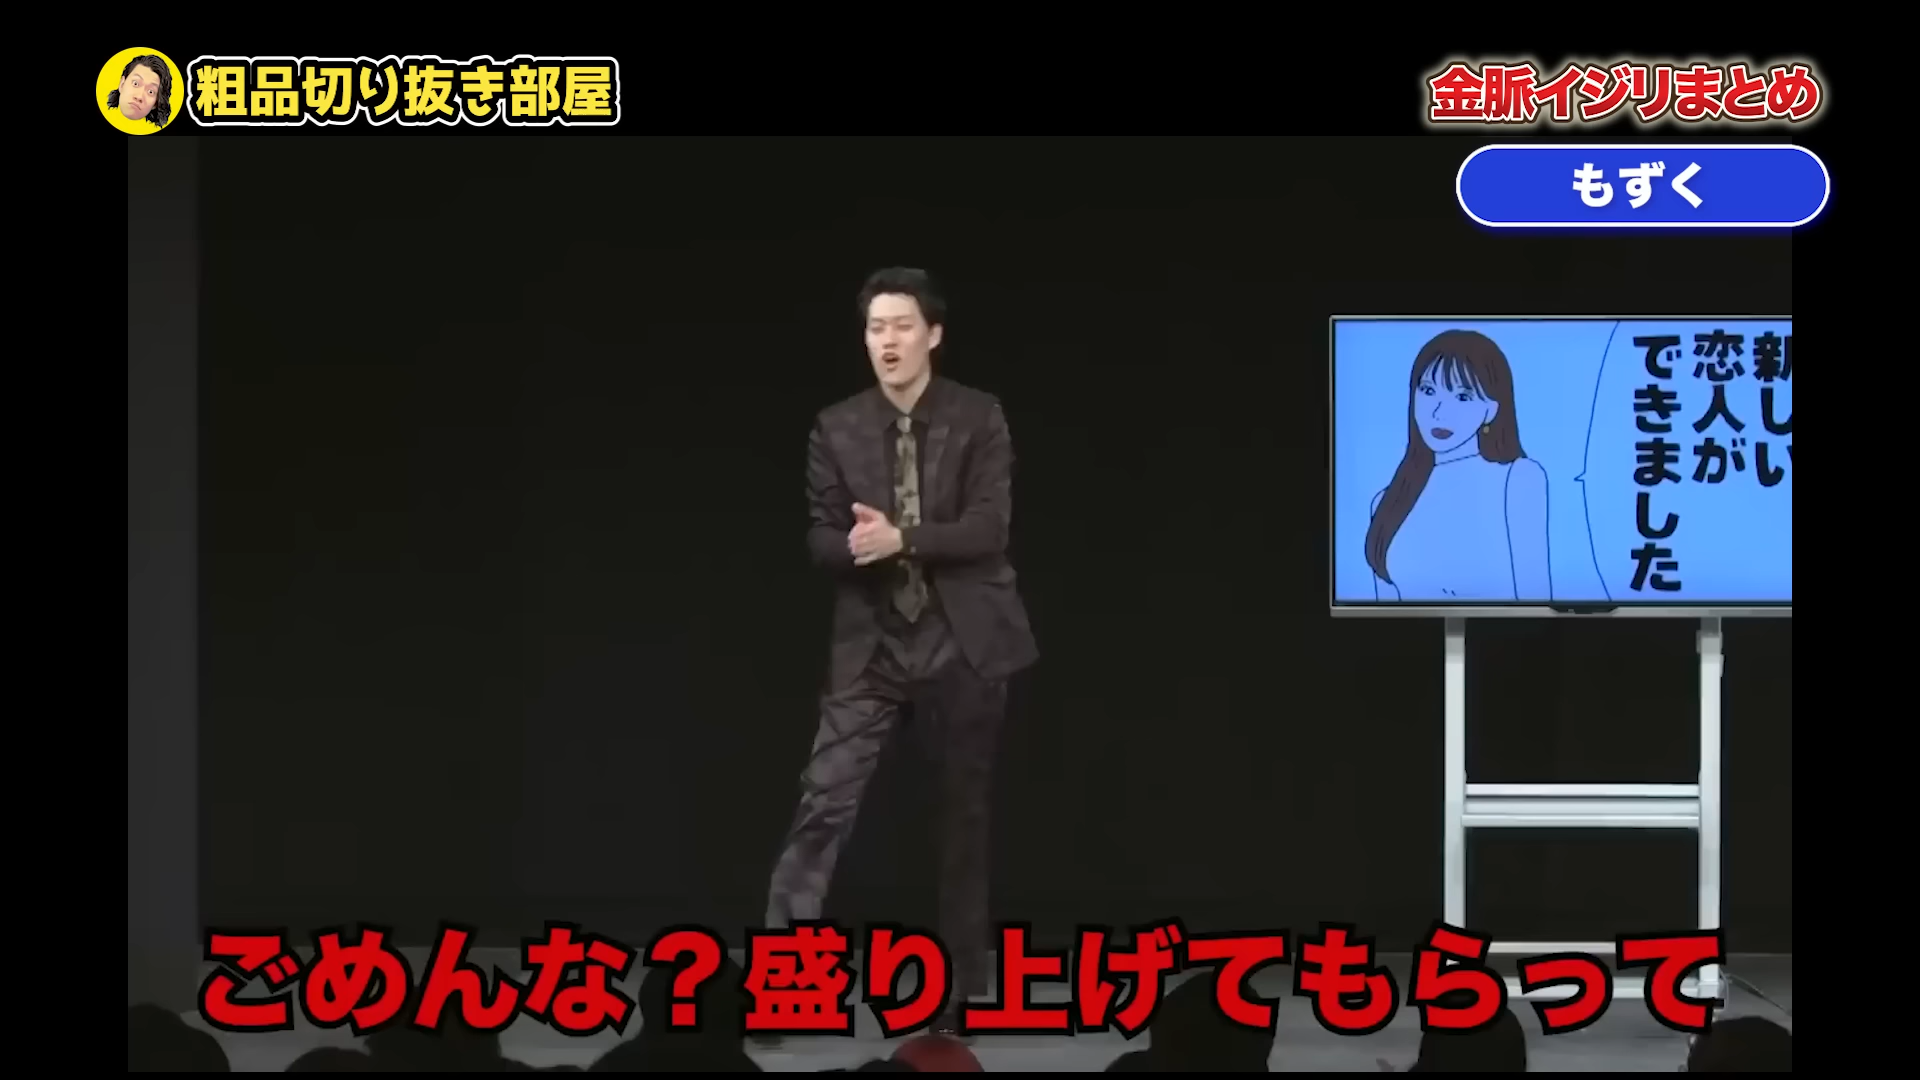 粗品切り抜き部屋
金脈イジリまとめ
もずく
新しい
恋人が
できました
ごめんな？盛り上げてもらって